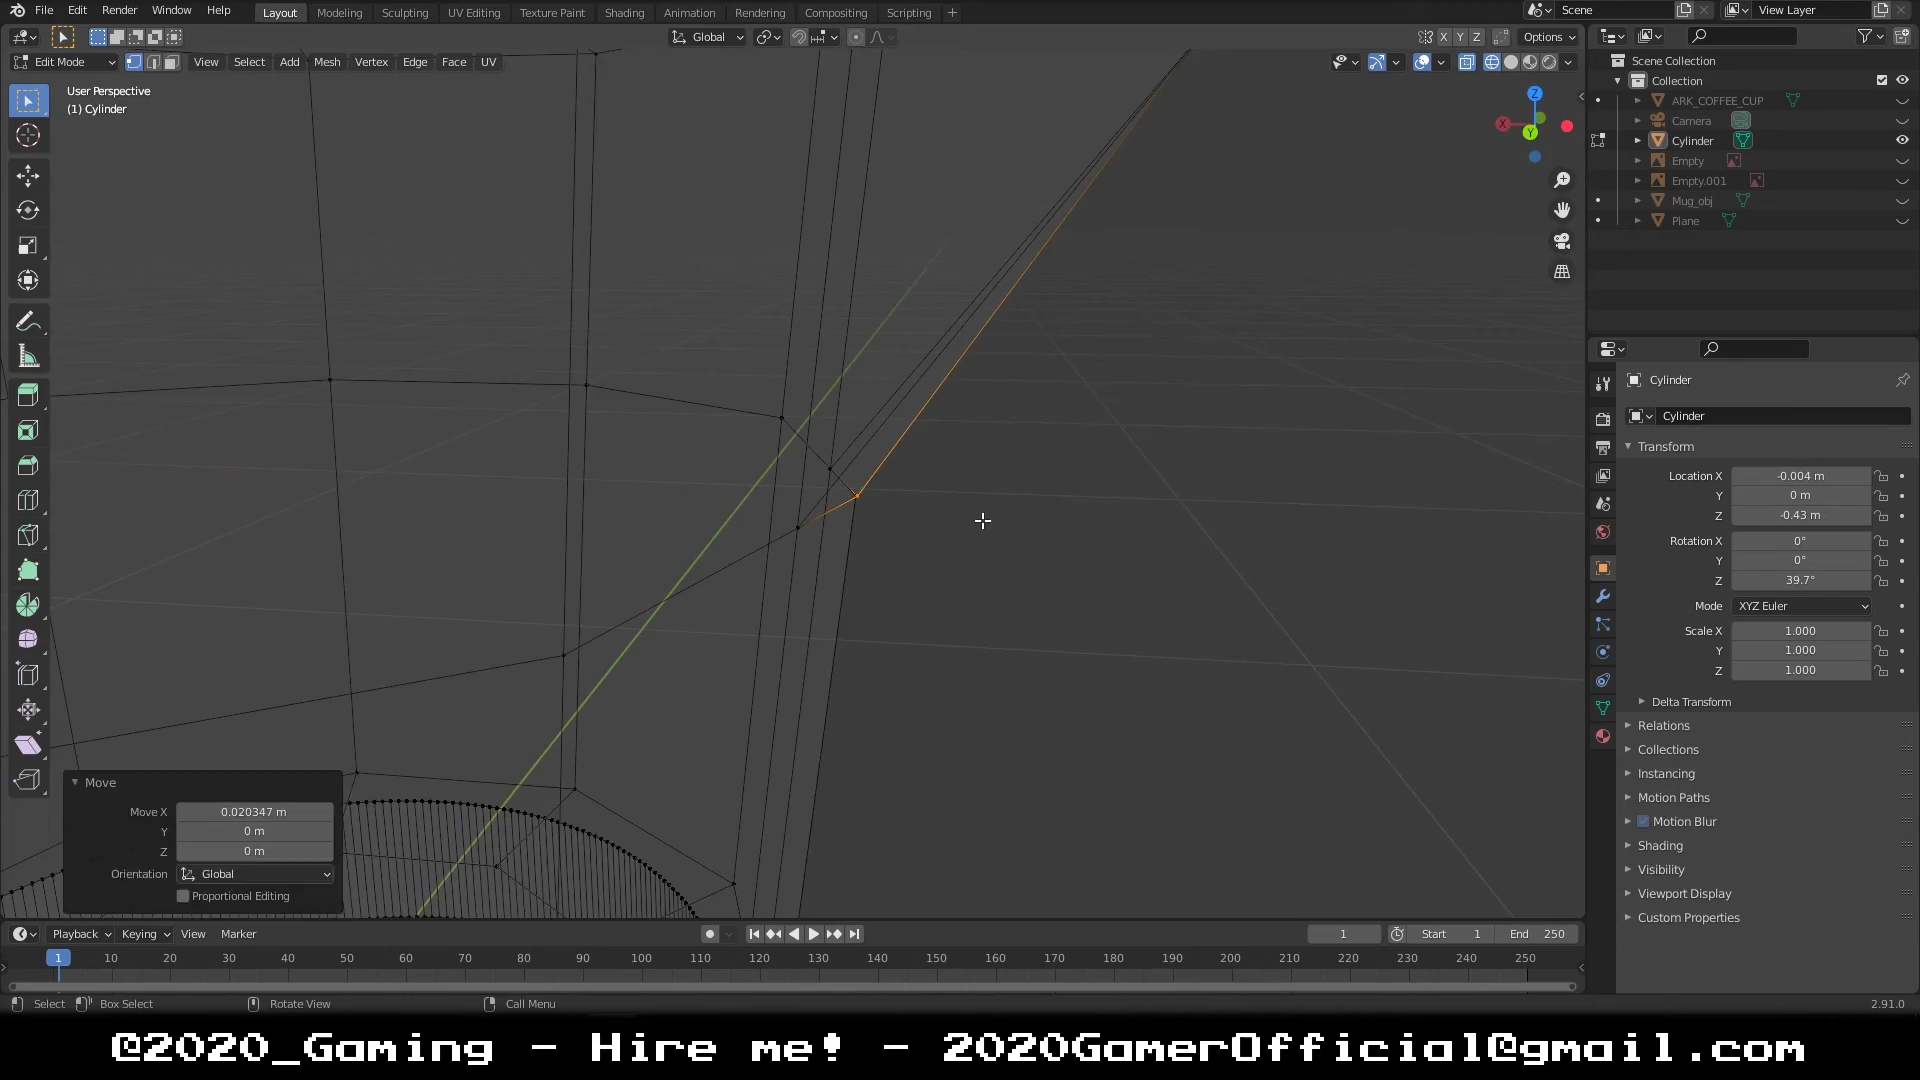 File Edit Render Window Help Layout Modeling Sculpting UV Editing Texture Paint Shading Animation Rendering Compositing Scripting + Scene View Layer
Global X Y Z Options
Edit Mode View Select Add Mesh Vertex Edge Face UV
User Perspective
(1) Cylinder
Z
X
Y
Scene Collection
Collection
ARK_COFFEE_CUP
Camera
Cylinder
Empty
Empty.001
Mug_obj
Plane
Cylinder
Cylinder
Transform
Location X -0.004 m
Y 0 m
Z -0.43 m
Rotation X 0°
Y 0°
Z 39.7°
Mode XYZ Euler
Scale X 1.000
Y 1.000
Z 1.000
Delta Transform
Relations
Collections
Instancing
Motion Paths
Motion Blur
Shading
Visibility
Viewport Display
Custom Properties
Move
Move X 0.020347 m
Y 0 m
Z 0 m
Orientation Global
Proportional Editing
Playback Keying View Marker 1 Start 1 End 250
1 10 20 30 40 50 60 70 80 90 100 110 120 130 140 150 160 170 180 190 200 210 220 230 240 250
Select Box Select Rotate View Call Menu 2.91.0
@2020_Gaming - Hire me! - 2020GamerOfficial@gmail.com